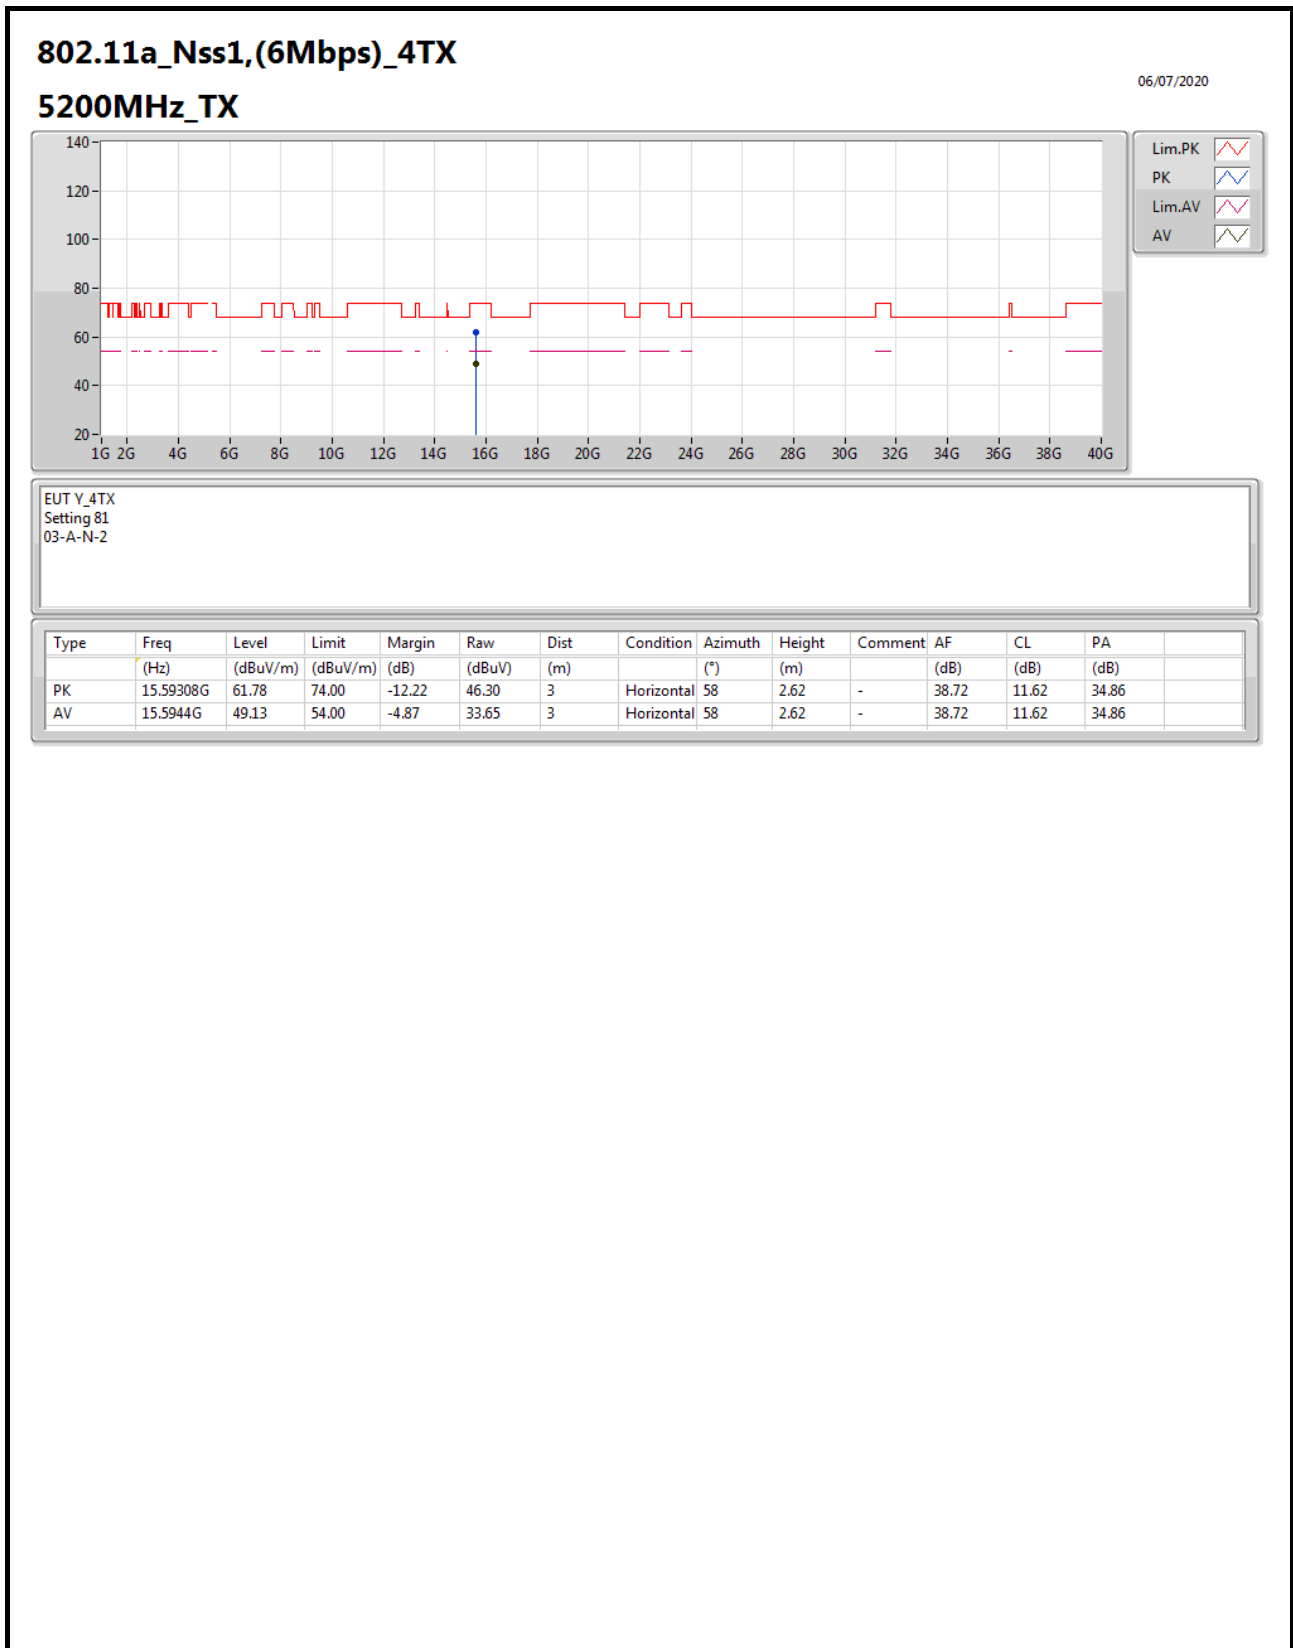 802.11a_Nss1,(6Mbps)_4TX
06/07/2020
5200MHz_TX
140
120
100
80
60
40
20
1G 2G 4G 6G 8G 10G 12G 14G 16G 18G 20G 22G 24G 26G 28G 30G 32G 34G 36G 38G 40G
Lim.PK
PK
Lim.AV
AV
EUT Y_4TX
Setting 81
03-A-N-2
Type Freq Level Limit Margin Raw Dist Condition Azimuth Height Comment AF CL PA
(Hz) (dBuV/m) (dBuV/m) (dB) (dBuV) (m) (°) (m) (dB) (dB) (dB)
PK 15.59308G 61.78 74.00 -12.22 46.30 3 Horizontal 58 2.62 - 38.72 11.62 34.86
AV 15.5944G 49.13 54.00 -4.87 33.65 3 Horizontal 58 2.62 - 38.72 11.62 34.86